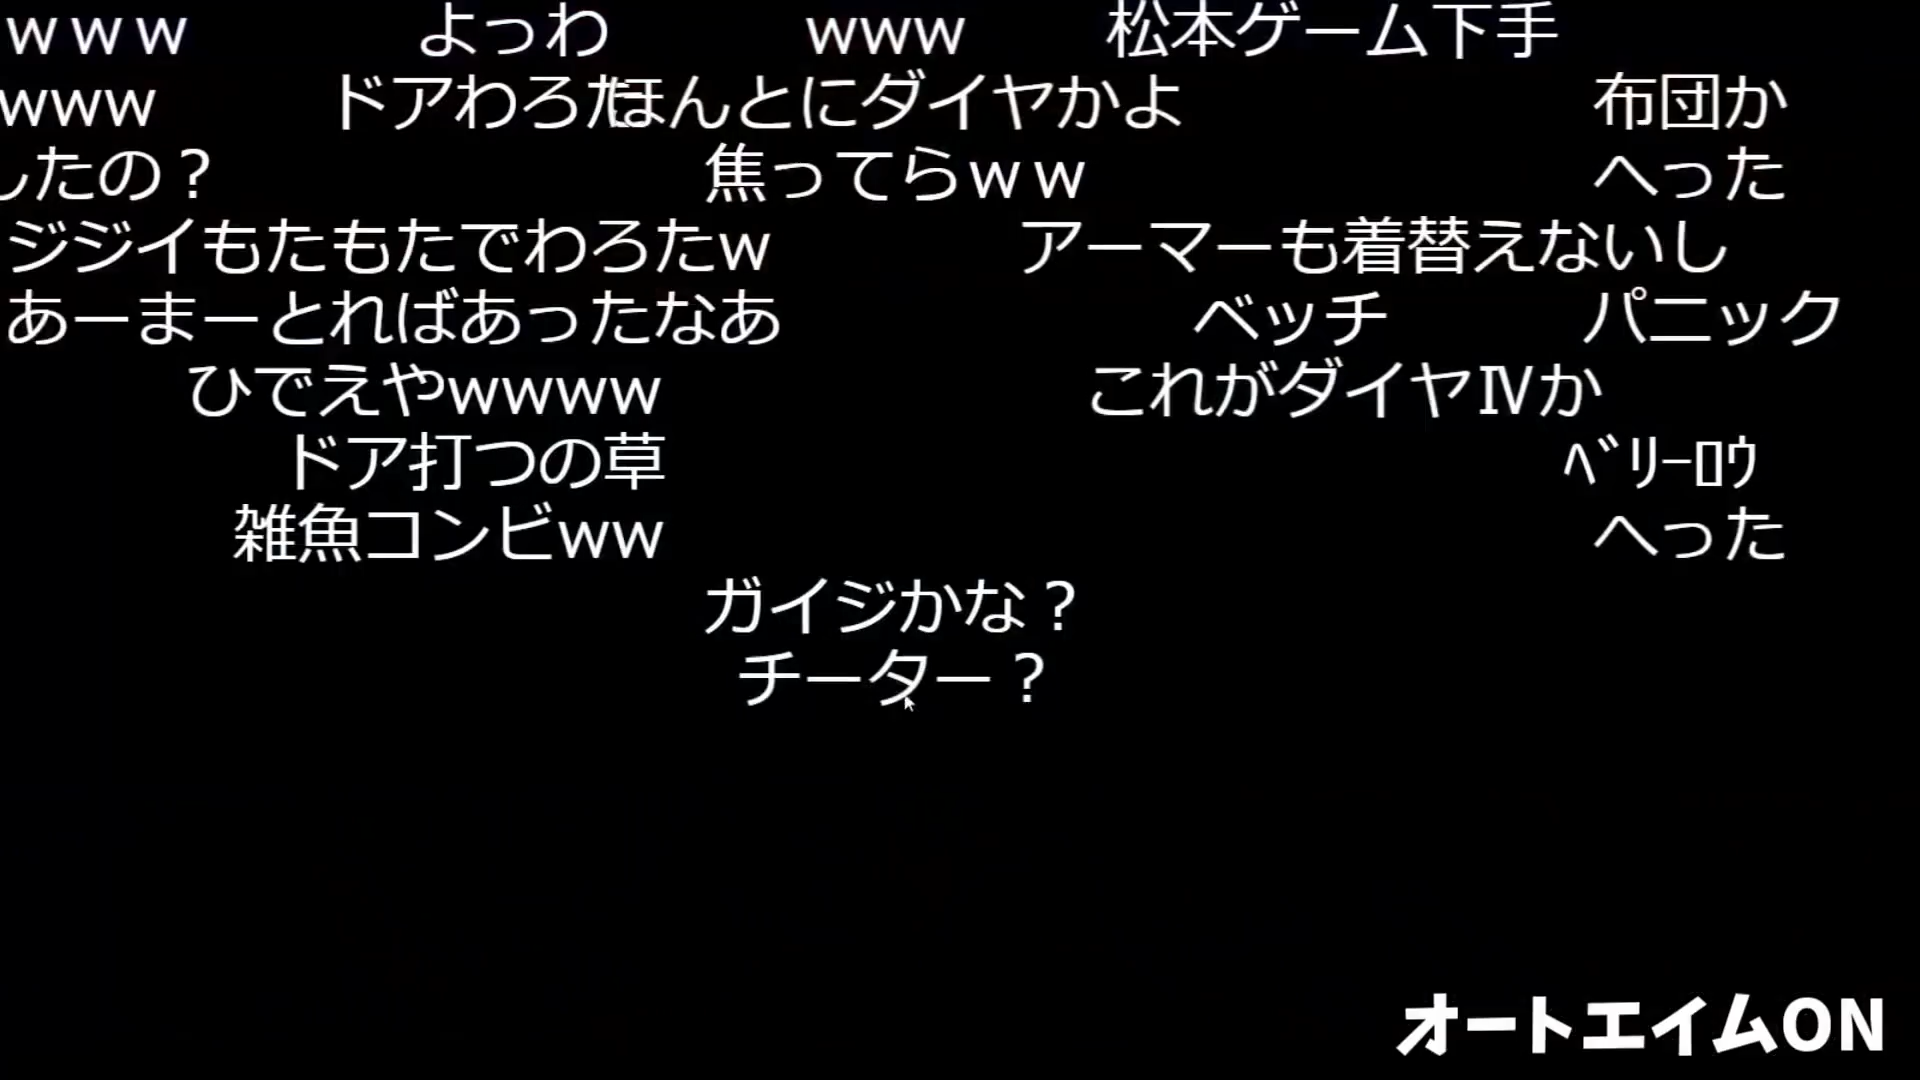 ｗｗｗ よっわ www 松本ゲーム下手
www ドアわろた ほんとにダイヤかよ 布団か
したの？ 焦ってらｗｗ へった
ジジイもたもたでわろたw アーマーも着替えないし
あーまーとればあったなあ ベッチ パニック
ひでえやwwww これがダイヤⅣか
ドア打つの草 ﾍﾞﾘｰﾛｳ
雑魚コンビww へった
ガイジかな？
チーター？
オートエイムON